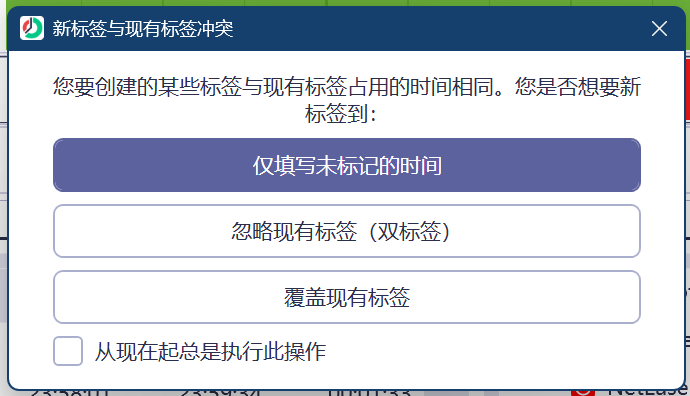 新标签与现有标签冲突
您要创建的某些标签与现有标签占用的时间相同。您是否想要新
标签到：
仅填写未标记的时间
忽略现有标签（双标签）
覆盖现有标签
从现在起总是执行此操作